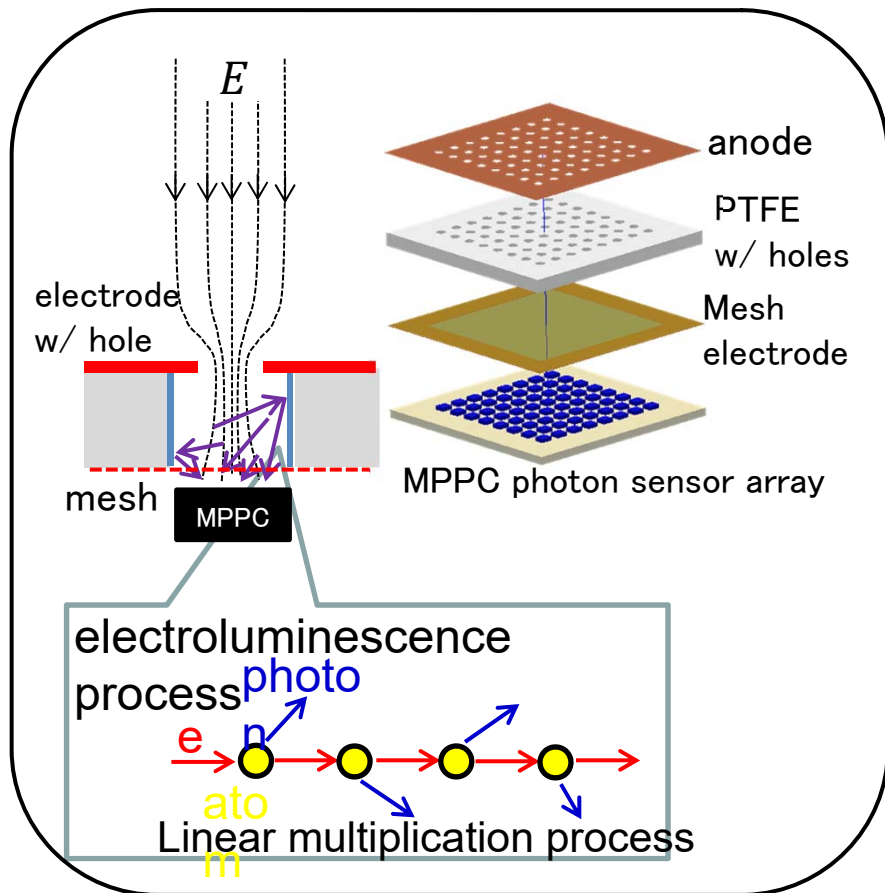 E
anode
PTFE
w/ holes
electrode
w/ hole
Mesh
electrode
mesh
MPPC
MPPC photon sensor array
electroluminescence
process
photo
n
e
ato
m
Linear multiplication process